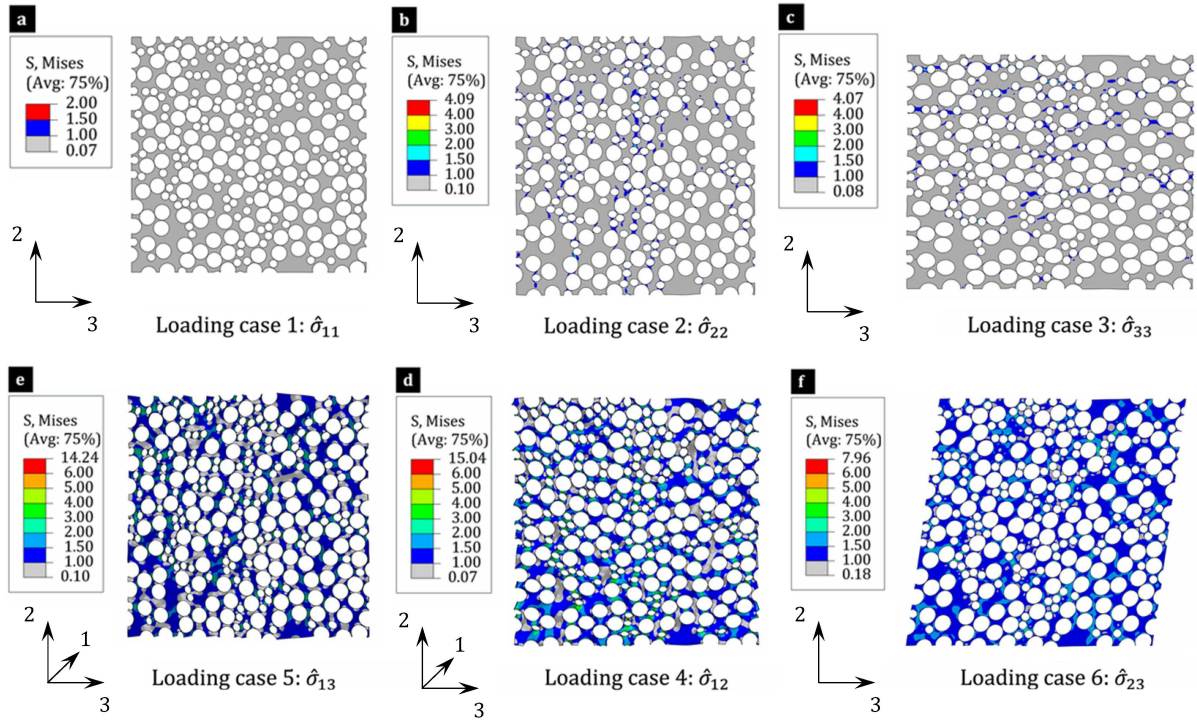 a
S, Mises
(Avg: 75%)
2.00
1.50
1.00
0.07
2
3
Loading case 1: σ̂₁₁
b
S, Mises
(Avg: 75%)
4.09
4.00
3.00
2.00
1.50
1.00
0.10
2
3
Loading case 2: σ̂₂₂
c
S, Mises
(Avg: 75%)
4.07
4.00
3.00
2.00
1.50
1.00
0.08
2
3
Loading case 3: σ̂₃₃
e
S, Mises
(Avg: 75%)
14.24
6.00
5.00
4.00
3.00
2.00
1.50
1.00
0.10
2
1
3
Loading case 5: σ̂₁₃
d
S, Mises
(Avg: 75%)
15.04
6.00
5.00
4.00
3.00
2.00
1.50
1.00
0.07
2
1
3
Loading case 4: σ̂₁₂
f
S, Mises
(Avg: 75%)
7.96
6.00
5.00
4.00
3.00
2.00
1.50
1.00
0.18
2
3
Loading case 6: σ̂₂₃